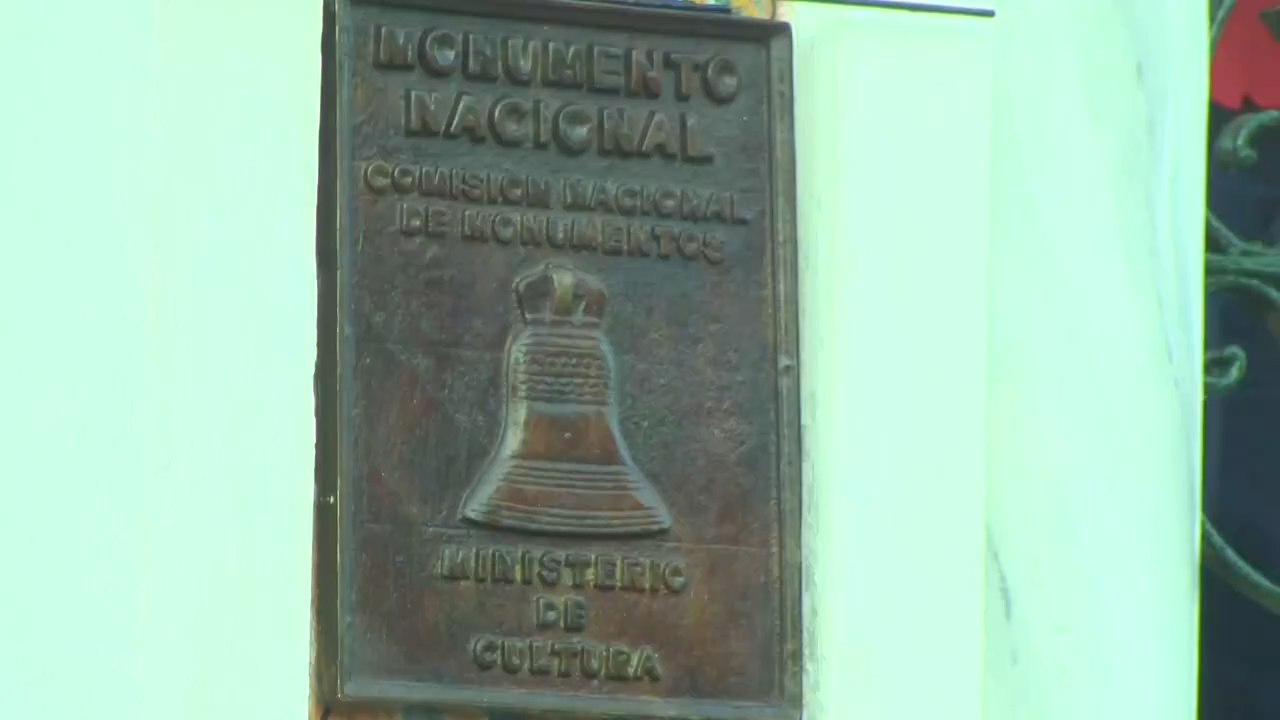 MONUMENTO
NACIONAL
COMISION NACIONAL
DE MONUMENTOS
MINISTERIO
DE
CULTURA